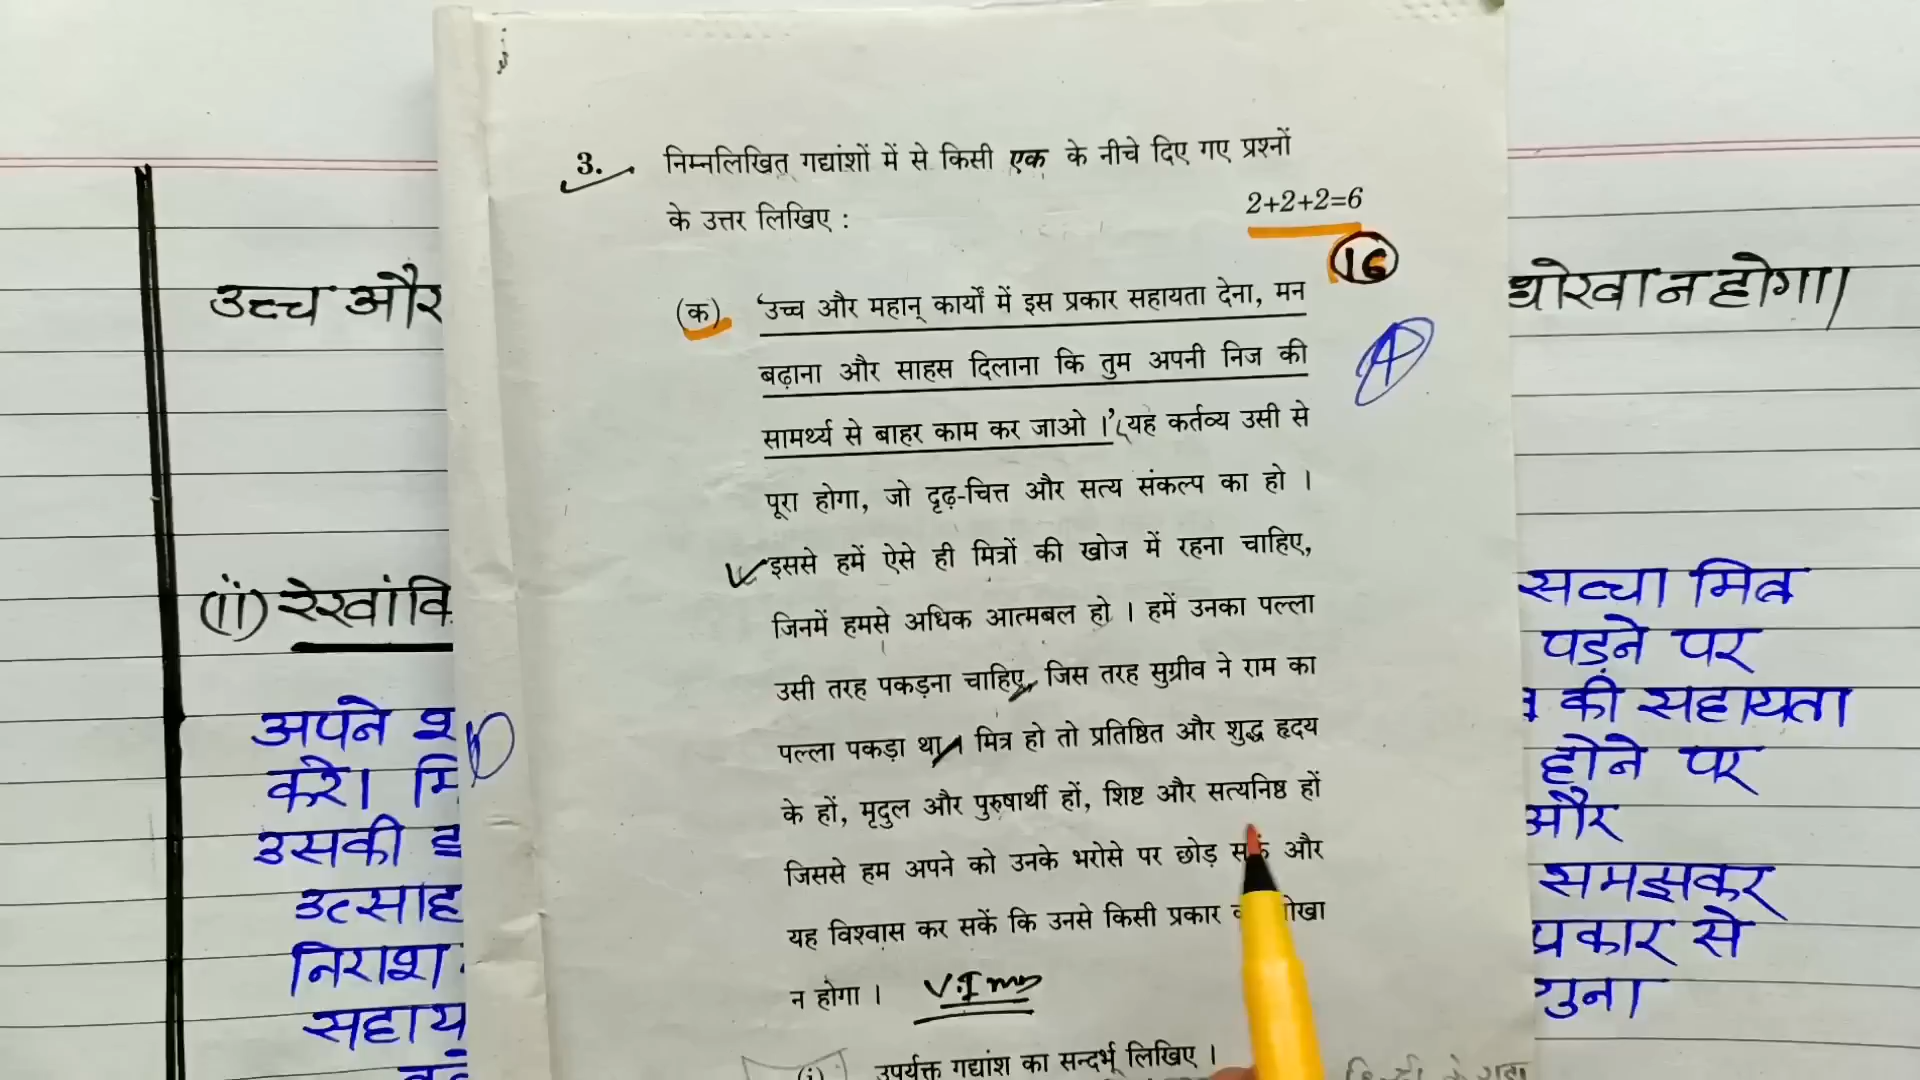 3. निम्नलिखित गद्यांशों में से किसी एक के नीचे दिए गए प्रश्नों
के उत्तर लिखिए :
2+2+2=6
16
(क) 'उच्च और महान् कार्यों में इस प्रकार सहायता देना, मन
बढ़ाना और साहस दिलाना कि तुम अपनी निज की
सामर्थ्य से बाहर काम कर जाओ ।' यह कर्तव्य उसी से
पूरा होगा, जो दृढ़-चित्त और सत्य संकल्प का हो ।
इससे हमें ऐसे ही मित्रों की खोज में रहना चाहिए,
जिनमें हमसे अधिक आत्मबल हो । हमें उनका पल्ला
उसी तरह पकड़ना चाहिए, जिस तरह सुग्रीव ने राम का
पल्ला पकड़ा था । मित्र हो तो प्रतिष्ठित और शुद्ध हृदय
के हों, मृदुल और पुरुषार्थी हों, शिष्ट और सत्यनिष्ठ हों
जिससे हम अपने को उनके भरोसे पर छोड़ और
यह विश्वास कर सकें कि उनसे किसी प्रकार
न होगा ।
V.Imp
(i) उपर्युक्त गद्यांश का सन्दर्भ लिखिए ।
उच्च और
(ii) रेखांकि
अपने
करे।
उसकी
उत्साह
निराश
सहाय
धोखा न होगा।
सच्चा मित्र
पड़ने पर
की सहायता
होने पर
और
समझकर
प्रकार से
गुना